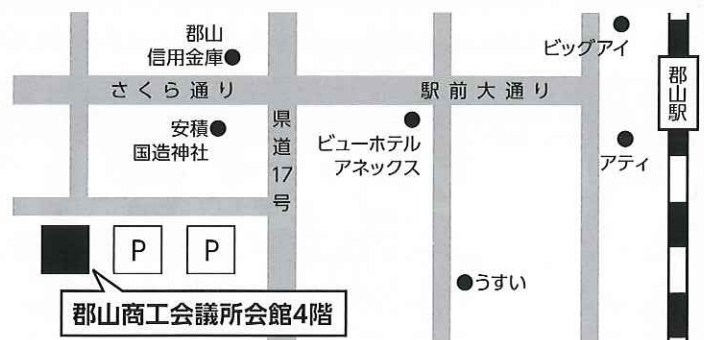 郡山
信用金庫
ビッグアイ
郡山駅
さくら通り
駅前大通り
安積
国造神社
県道17号
ビューホテル
アネックス
アティ
P
P
うすい
郡山商工会議所会館4階